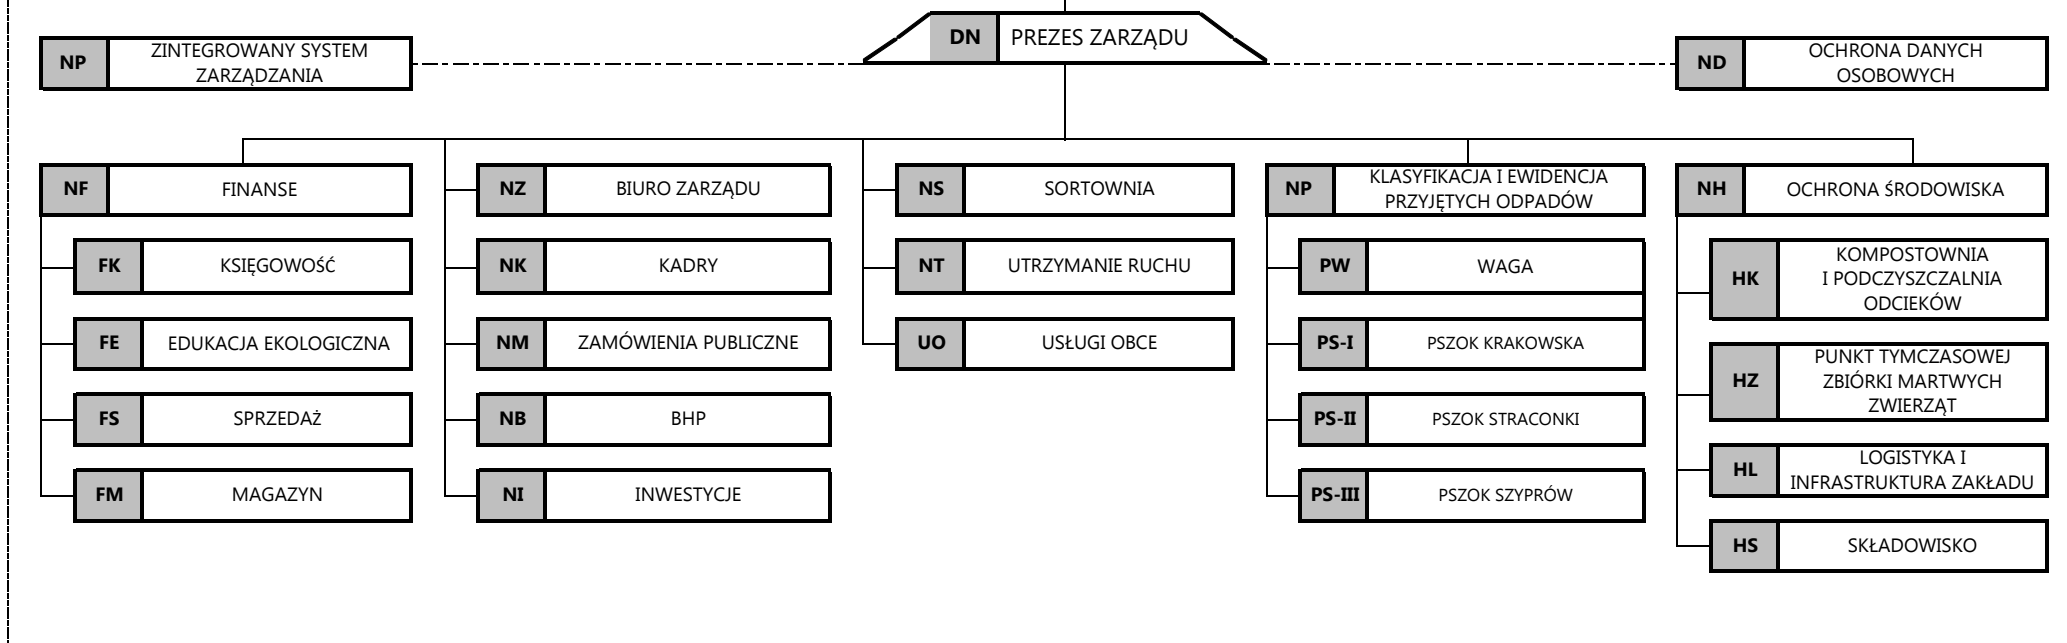 DN PREZES ZARZĄDU
NP ZINTEGROWANY SYSTEM
ZARZĄDZANIA
ND OCHRONA DANYCH
OSOBOWYCH
NF FINANSE
FK KSIĘGOWOŚĆ
FE EDUKACJA EKOLOGICZNA
FS SPRZEDAŻ
FM MAGAZYN
NZ BIURO ZARZĄDU
NK KADRY
NM ZAMÓWIENIA PUBLICZNE
NB BHP
NI INWESTYCJE
NS SORTOWNIA
NT UTRZYMANIE RUCHU
UO USŁUGI OBCE
NP KLASYFIKACJA I EWIDENCJA
PRZYJĘTYCH ODPADÓW
PW WAGA
PS-I PSZOK KRAKOWSKA
PS-II PSZOK STRACONKI
PS-III PSZOK SZYPRÓW
NH OCHRONA ŚRODOWISKA
HK KOMPOSTOWNIA
I PODCZYSZCZALNIA
ODCIEKÓW
HZ PUNKT TYMCZASOWEJ
ZBIÓRKI MARTWYCH
ZWIERZĄT
HL LOGISTYKA I
INFRASTRUKTURA ZAKŁADU
HS SKŁADOWISKO